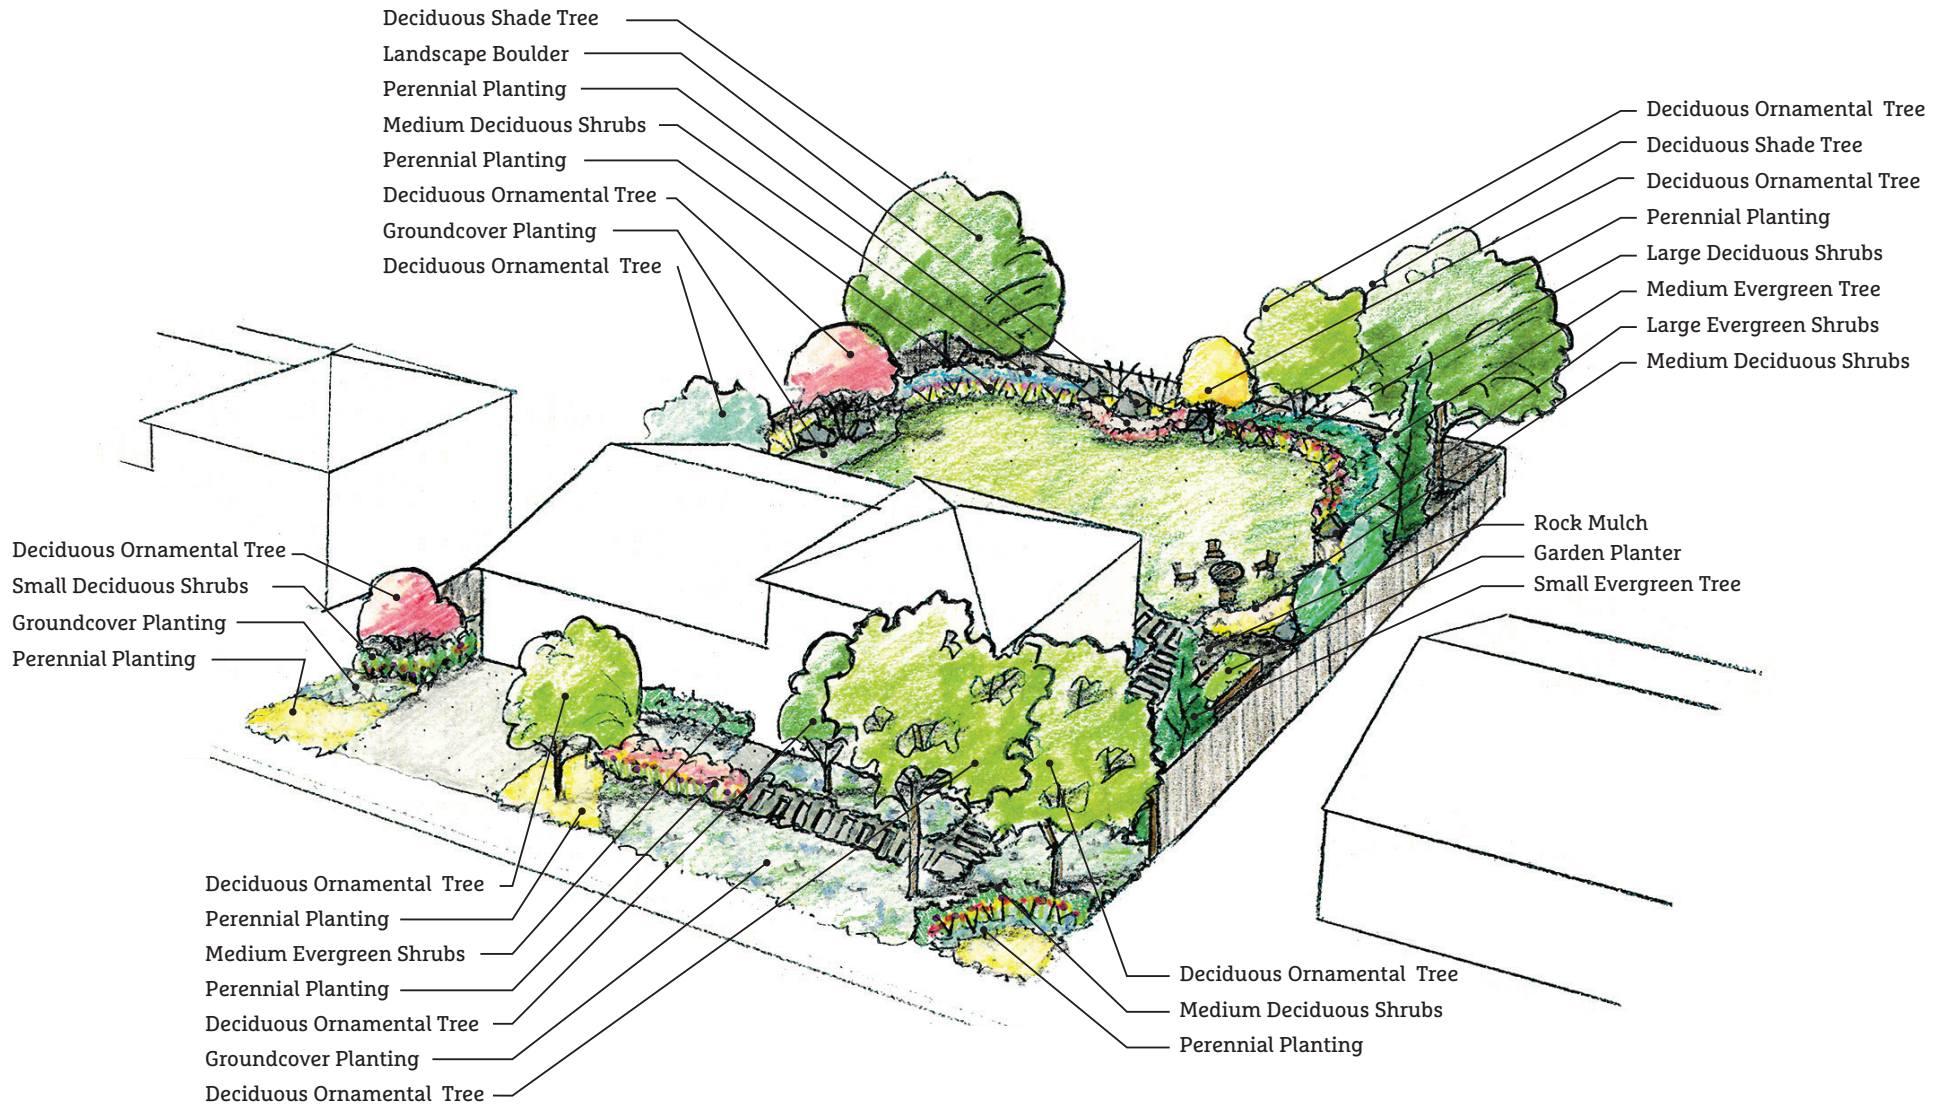 Deciduous Shade Tree
Landscape Boulder
Perennial Planting
Medium Deciduous Shrubs
Perennial Planting
Deciduous Ornamental Tree
Groundcover Planting
Deciduous Ornamental Tree
Deciduous Ornamental Tree
Deciduous Shade Tree
Deciduous Ornamental Tree
Perennial Planting
Large Deciduous Shrubs
Medium Evergreen Tree
Large Evergreen Shrubs
Medium Deciduous Shrubs
Rock Mulch
Garden Planter
Small Evergreen Tree
Deciduous Ornamental Tree
Small Deciduous Shrubs
Groundcover Planting
Perennial Planting
Deciduous Ornamental Tree
Perennial Planting
Medium Evergreen Shrubs
Perennial Planting
Deciduous Ornamental Tree
Groundcover Planting
Deciduous Ornamental Tree
Deciduous Ornamental Tree
Medium Deciduous Shrubs
Perennial Planting